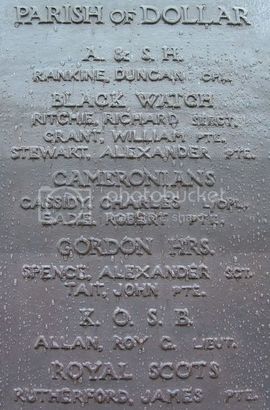 PARISH OF DOLLAR
A. & S. H.
RANKINE, DUNCAN CPL.
BLACK WATCH
RITCHIE, RICHARD SERGT.
GRANT, WILLIAM PTE.
STEWART, ALEXANDER PTE.
CAMERONIANS
CASSIDY, CHARLES CORPL.
EADIE, ROBERT PTE.
GORDON HRS.
SPENCE, ALEXANDER SGT.
TAIT, JOHN PTE.
K. O. S. B.
ALLAN, ROY G. LIEUT.
ROYAL SCOTS
RUTHERFORD, JAMES PTE.
photobucket